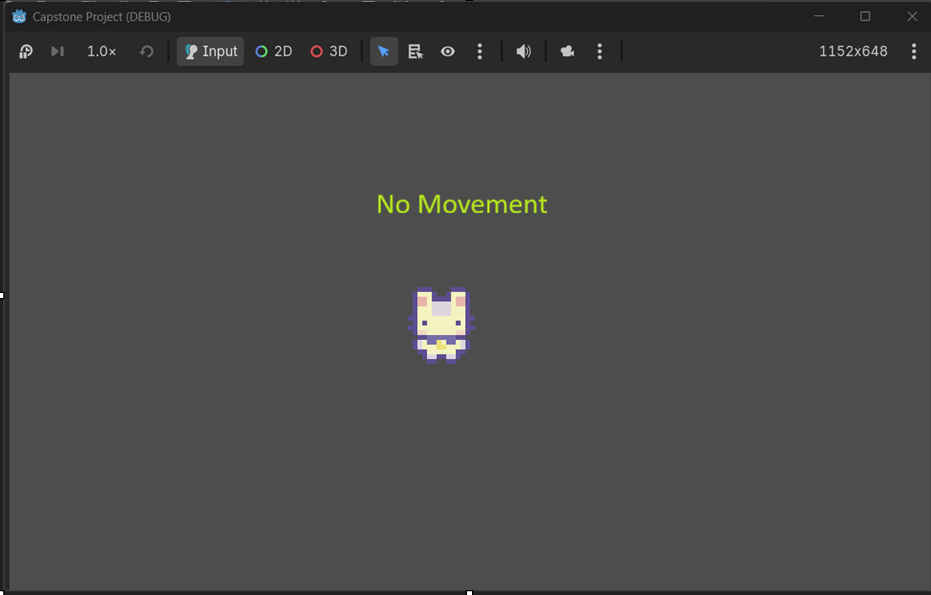 Capstone Project (DEBUG)
1.0× Input 2D 3D 1152x648
No Movement